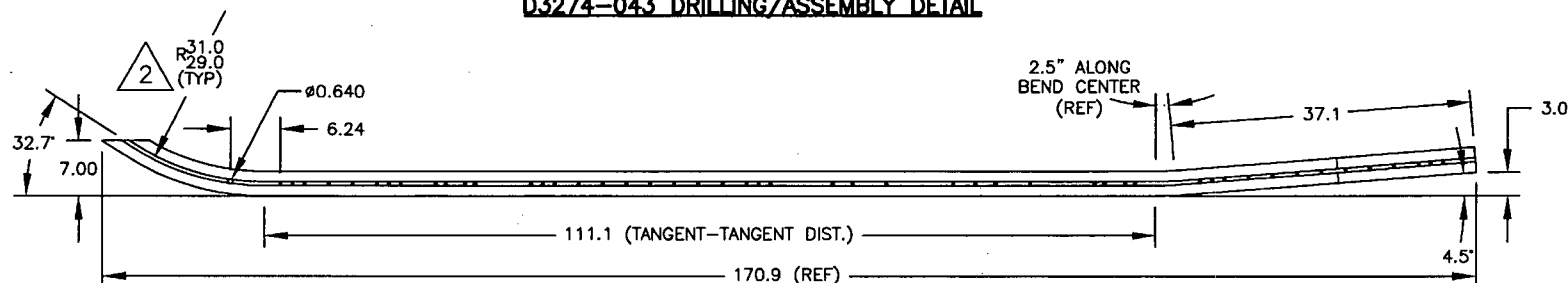 D3274-043 DRILLING/ASSEMBLY DETAIL
2
R31.0
29.0
(TYP)
ø0.640
6.24
2.5" ALONG
BEND CENTER
(REF)
37.1
3.0
32.7°
7.00
111.1 (TANGENT-TANGENT DIST.)
4.5°
170.9 (REF)